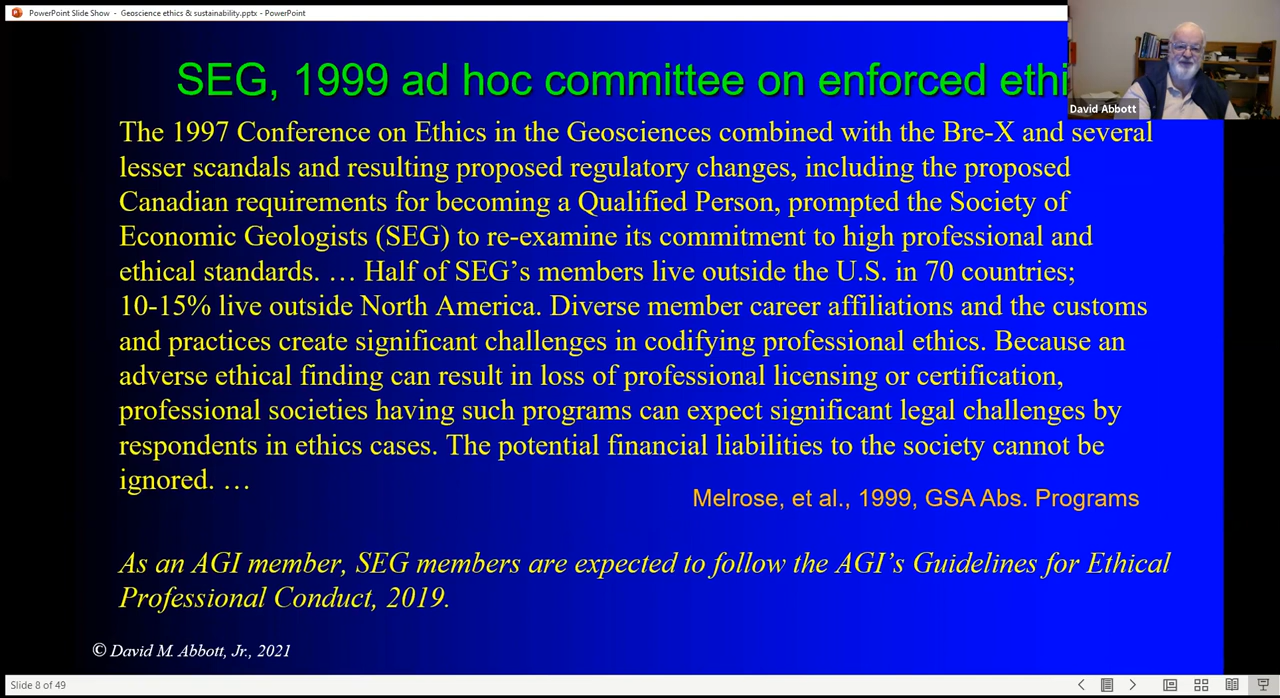 PowerPoint Slide Show - Geoscience ethics & sustainability.pptx - PowerPoint
SEG, 1999 ad hoc committee on enforced ethi
David Abbott
The 1997 Conference on Ethics in the Geosciences combined with the Bre-X and several
lesser scandals and resulting proposed regulatory changes, including the proposed
Canadian requirements for becoming a Qualified Person, prompted the Society of
Economic Geologists (SEG) to re-examine its commitment to high professional and
ethical standards. … Half of SEG’s members live outside the U.S. in 70 countries;
10-15% live outside North America. Diverse member career affiliations and the customs
and practices create significant challenges in codifying professional ethics. Because an
adverse ethical finding can result in loss of professional licensing or certification,
professional societies having such programs can expect significant legal challenges by
respondents in ethics cases. The potential financial liabilities to the society cannot be
ignored. …
Melrose, et al., 1999, GSA Abs. Programs
As an AGI member, SEG members are expected to follow the AGI’s Guidelines for Ethical
Professional Conduct, 2019.
© David M. Abbott, Jr., 2021
Slide 8 of 49